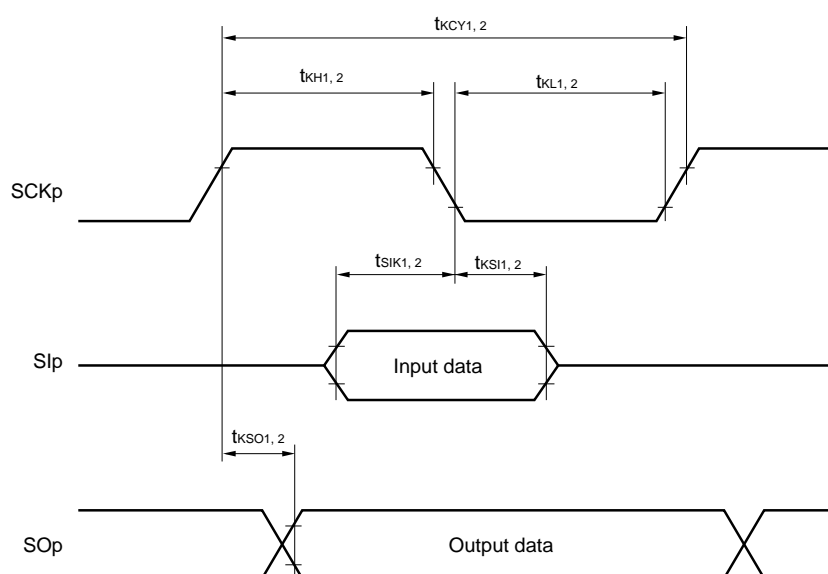 tKCY1, 2
tKH1, 2
tKL1, 2
SCKp
tSIK1, 2
tKSI1, 2
SIp
Input data
tKSO1, 2
SOp
Output data